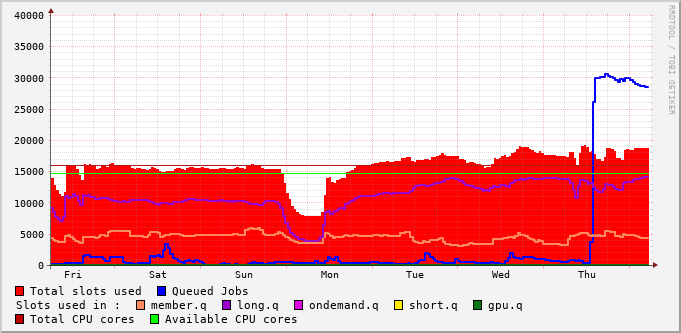 RRDTOOL / TOBI OETIKER
40000
35000
30000
25000
20000
15000
10000
5000
0
Fri Sat Sun Mon Tue Wed Thu
Total slots used Queued Jobs
Slots used in : member.q long.q ondemand.q short.q gpu.q
Total CPU cores Available CPU cores